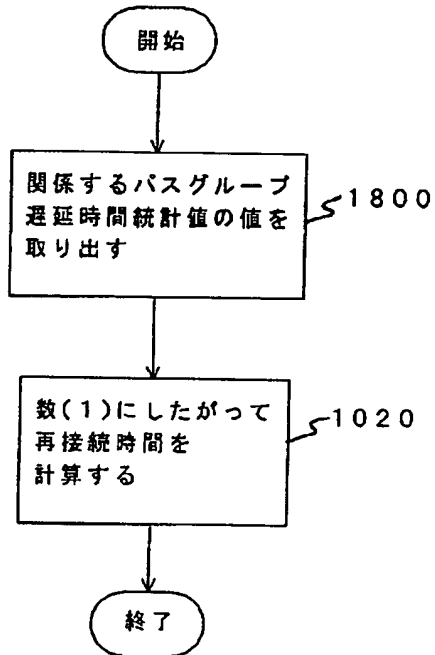 開始
関係するパスグループ
遅延時間統計値の値を
取り出す
1800
数(1)にしたがって
再接続時間を
計算する
1020
終了